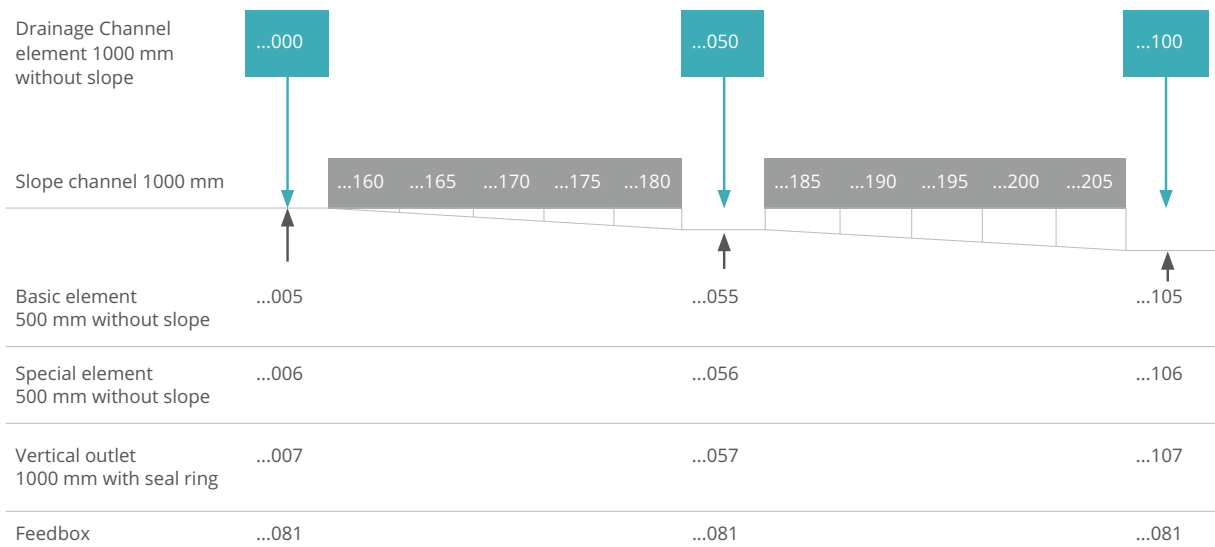 Drainage Channel
element 1000 mm
without slope
...000
...050
...100
Slope channel 1000 mm
...160 ...165 ...170 ...175 ...180
...185 ...190 ...195 ...200 ...205
Basic element
500 mm without slope
...005
...055
...105
Special element
500 mm without slope
...006
...056
...106
Vertical outlet
1000 mm with seal ring
...007
...057
...107
Feedbox
...081
...081
...081